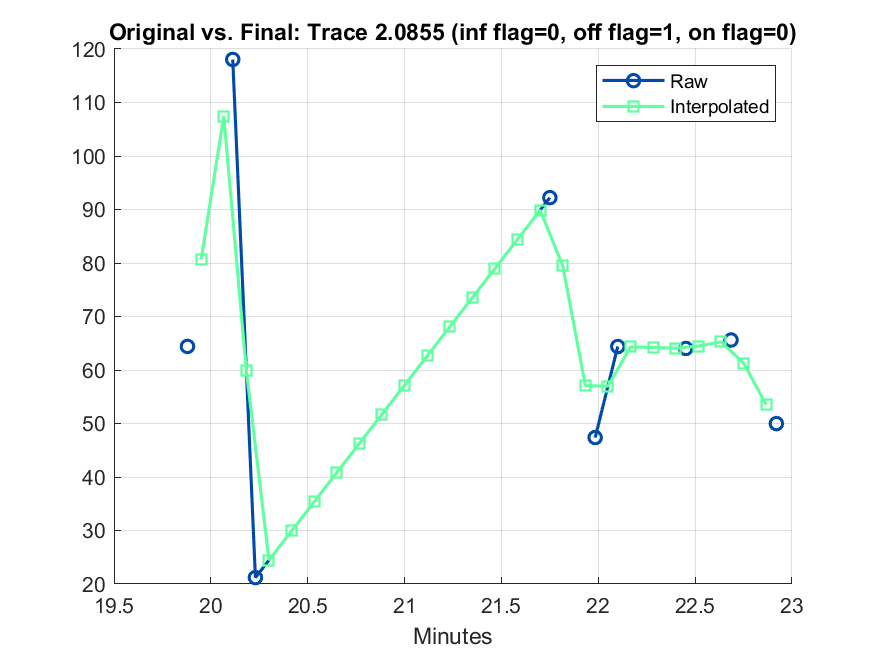 Original vs. Final: Trace 2.0855 (inf flag=0, off flag=1, on flag=0)
120
110
100
90
80
70
60
50
40
30
20
Raw
Interpolated
19.5 20 20.5 21 21.5 22 22.5 23
Minutes